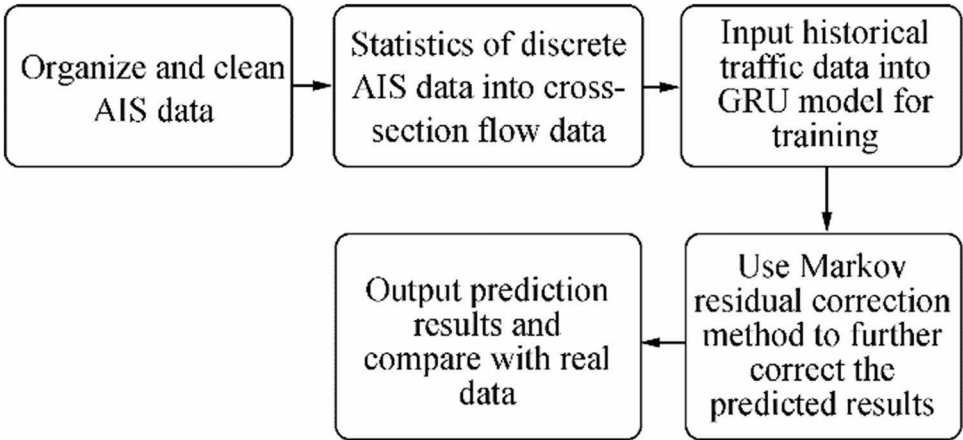 Organize and clean
AIS data
Statistics of discrete
AIS data into cross-
section flow data
Input historical
traffic data into
GRU model for
training
Use Markov
residual correction
method to further
correct the
predicted results
Output prediction
results and
compare with real
data